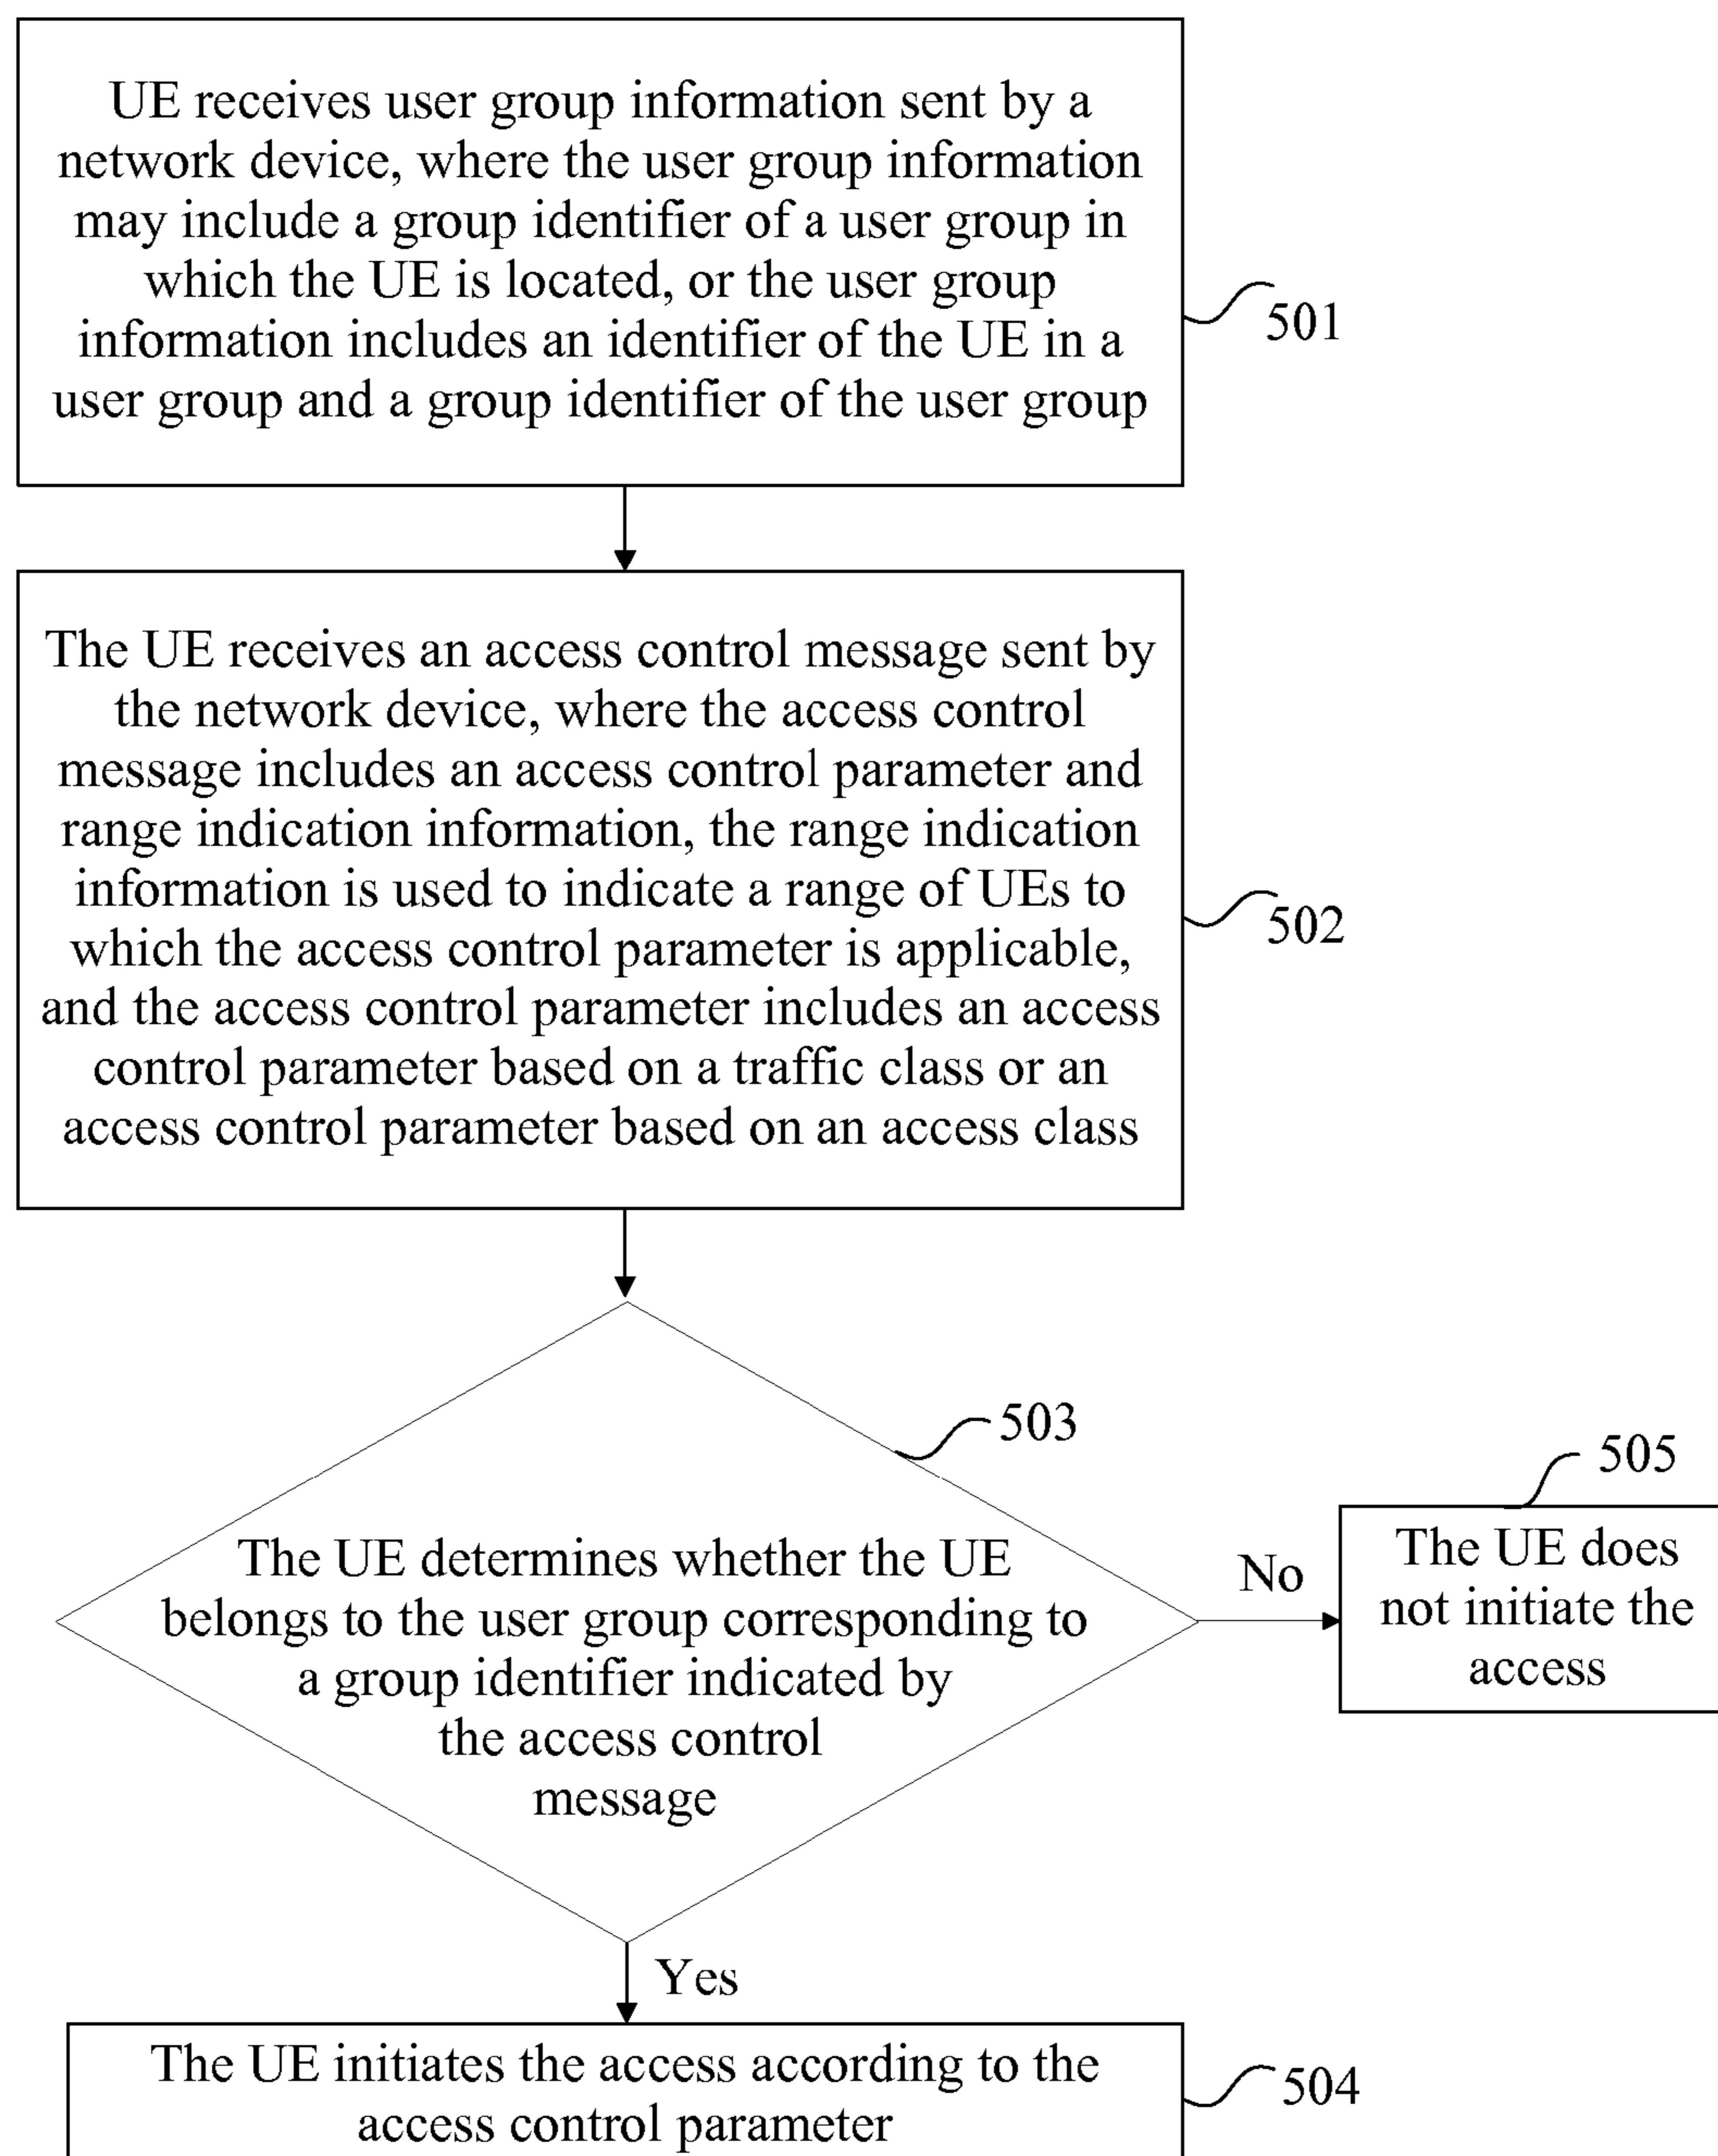 UE receives user group information sent by a
network device, where the user group information
may include a group identifier of a user group in
which the UE is located, or the user group
information includes an identifier of the UE in a
user group and a group identifier of the user group
501
The UE receives an access control message sent by
the network device, where the access control
message includes an access control parameter and
range indication information, the range indication
information is used to indicate a range of UEs to
which the access control parameter is applicable,
and the access control parameter includes an access
control parameter based on a traffic class or an
access control parameter based on an access class
502
503
The UE determines whether the UE
belongs to the user group corresponding to
a group identifier indicated by
the access control
message
No
505
The UE does
not initiate the
access
Yes
The UE initiates the access according to the
access control parameter
504